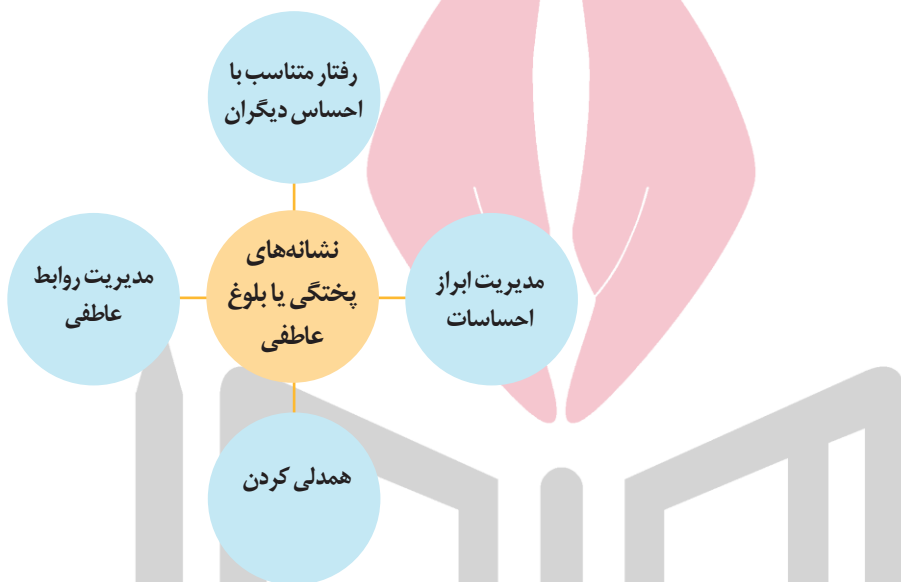 رفتار متناسب با
احساس دیگران
نشانه‌های
پختگی یا بلوغ
عاطفی
مدیریت ابراز
احساسات
مدیریت روابط
عاطفی
همدلی کردن